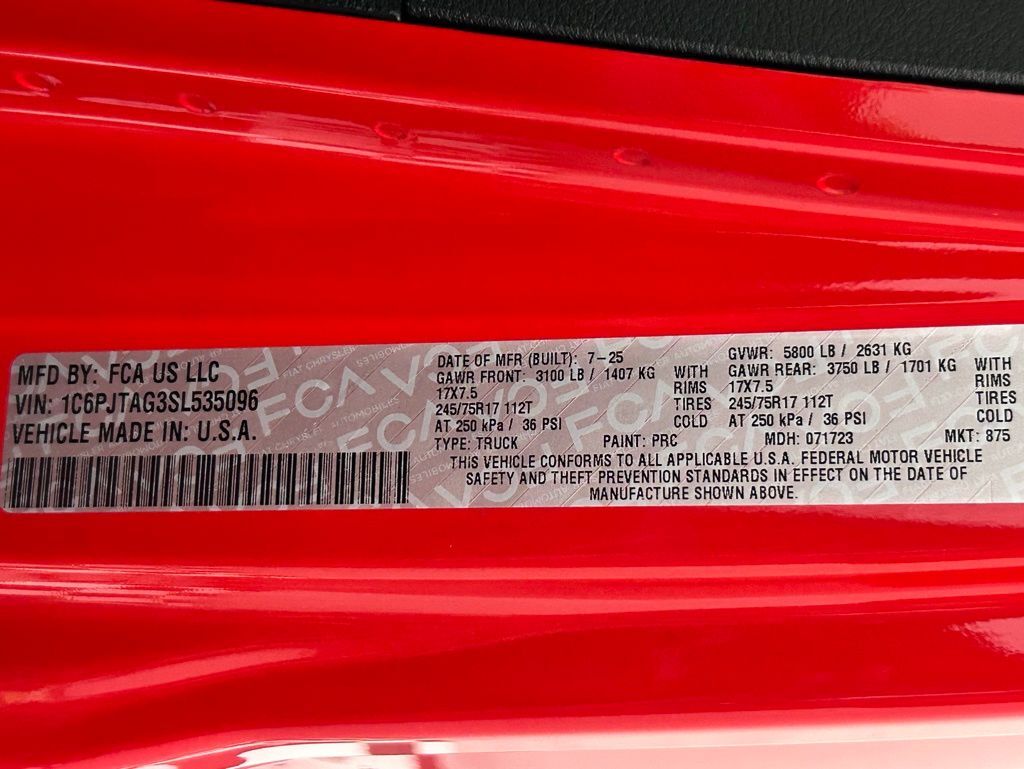 MFD BY: FCA US LLC
VIN: 1C6PJTAG3SL535096
VEHICLE MADE IN: U.S.A.
DATE OF MFR (BUILT): 7-25
GAWR FRONT: 3100 LB / 1407 KG WITH
17X7.5 RIMS
245/75R17 112T TIRES
AT 250 kPa / 36 PSI COLD
GVWR: 5800 LB / 2631 KG
GAWR REAR: 3750 LB / 1701 KG WITH
17X7.5 RIMS
245/75R17 112T TIRES
AT 250 kPa / 36 PSI COLD
TYPE: TRUCK PAINT: PRC MDH: 071723 MKT: 875
THIS VEHICLE CONFORMS TO ALL APPLICABLE U.S.A. FEDERAL MOTOR VEHICLE
SAFETY AND THEFT PREVENTION STANDARDS IN EFFECT ON THE DATE OF
MANUFACTURE SHOWN ABOVE.